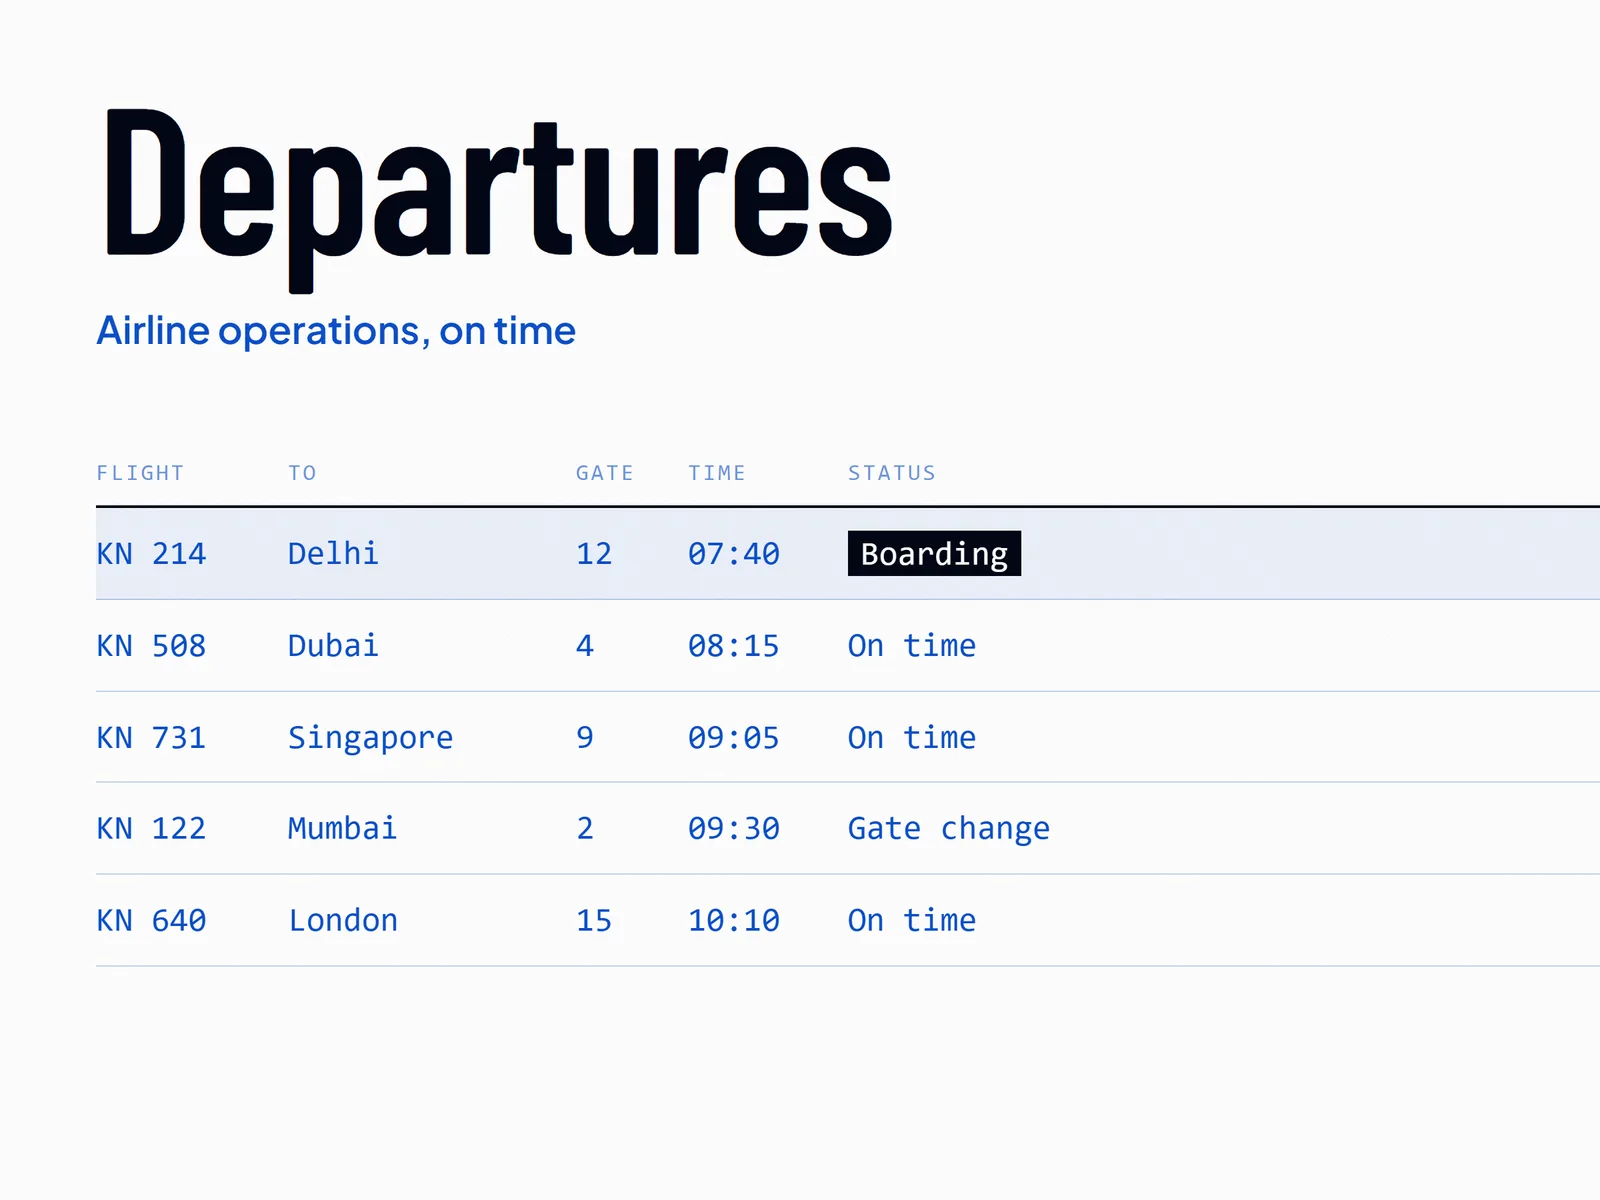 Departures
Airline operations, on time
FLIGHT TO GATE TIME STATUS
KN 214 Delhi 12 07:40 Boarding
KN 508 Dubai 4 08:15 On time
KN 731 Singapore 9 09:05 On time
KN 122 Mumbai 2 09:30 Gate change
KN 640 London 15 10:10 On time